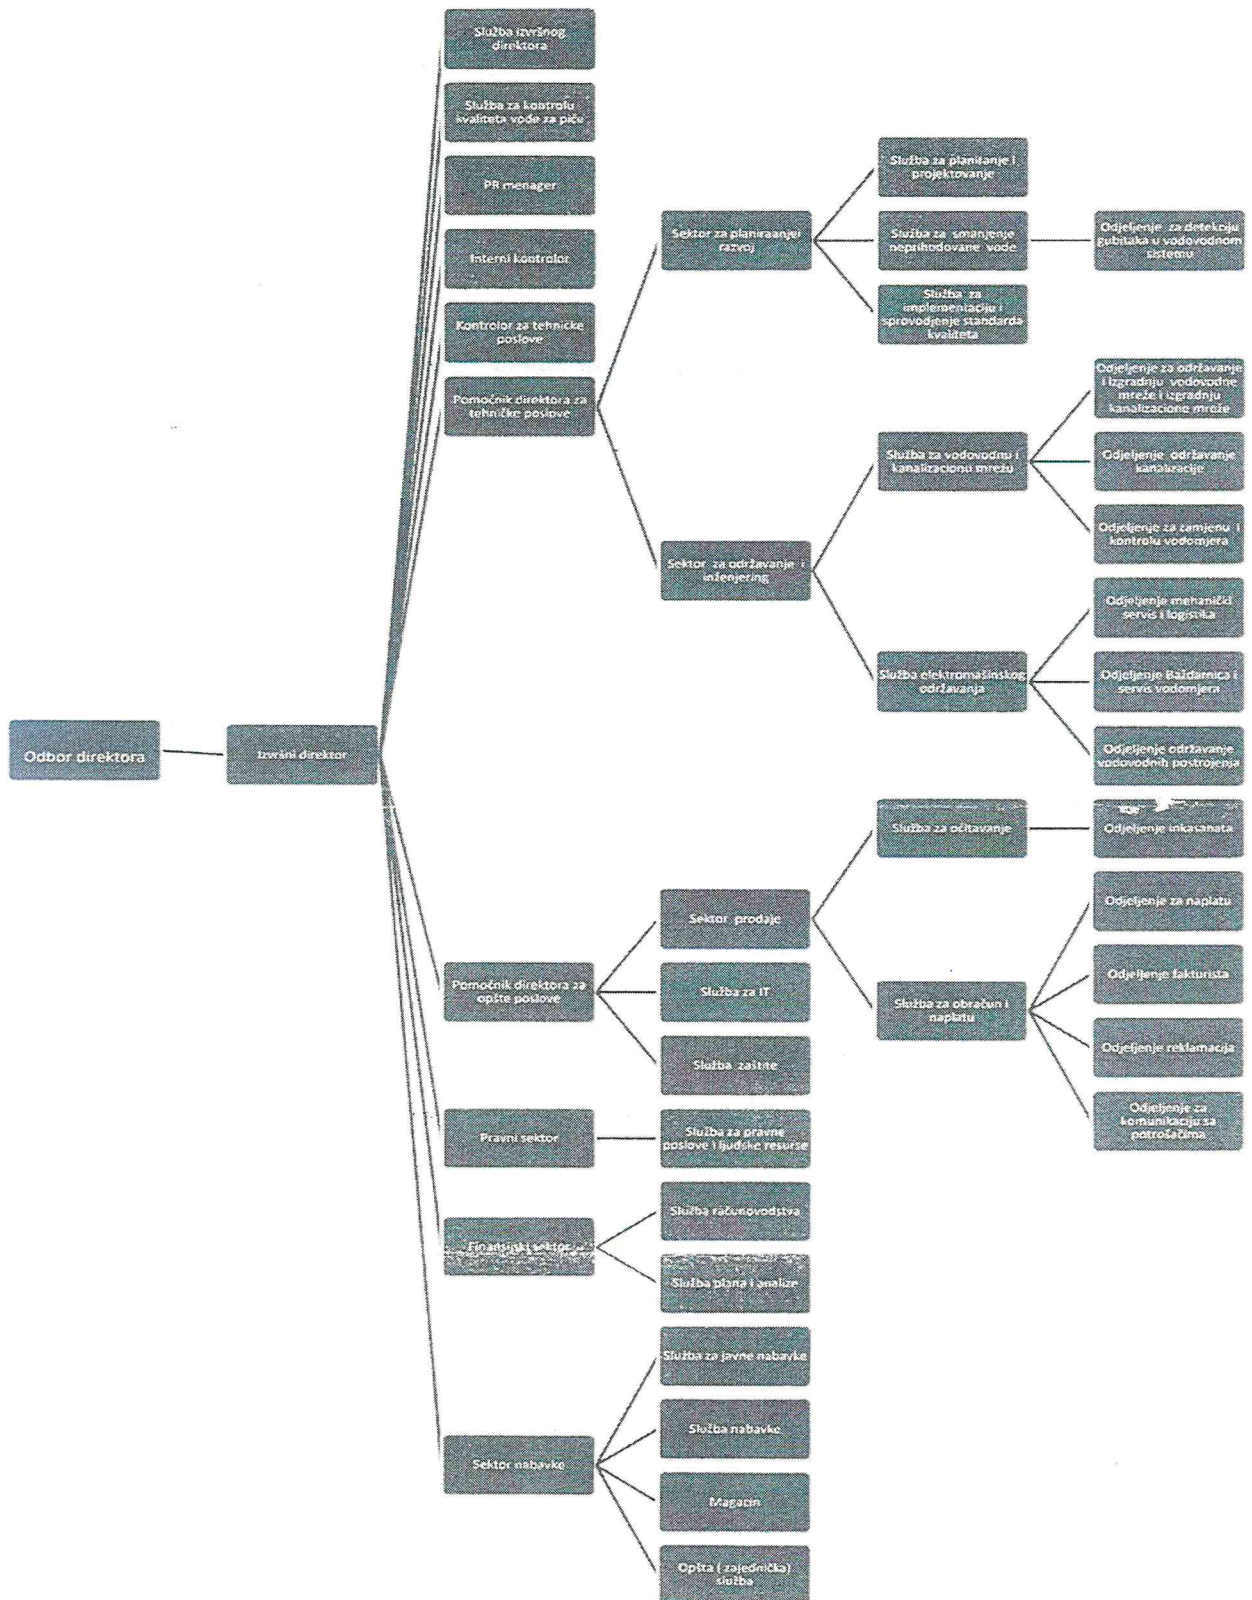 Služba izvršnog
direktora
Služba za kontrolu
kvaliteta vode za piće
PR menager
Interni kontrolor
Kontrolor za tehničke
poslove
Pomoćnik direktora za
tehničke poslove
Sektor za planiraanjei
razvoj
Služba za planiranje i
projektovanje
Služba za smanjenje
neprihodovane vode
Odjeljenje za detekciju
gubitaka u vodovodnom
sistemu
Služba za
implementaciju i
sprovodjenje standarda
kvaliteta
Sektor za održavanje i
inženjering
Služba za vodovodnu i
kanalizacionu mrežu
Odjeljenje za održavanje
i izgradnju vodovodne
mreže i izgradnju
kanalizacione mreže
Odjeljenje održavanje
kanalizacije
Odjeljenje za zamjenu i
kontrolu vodomjera
Služba elektromašinskog
održavanja
Odjeljenje mehanički
servis i logistika
Odjeljenje Baždarnica i
servis vodomjera
Odjeljenje održavanje
vodovodnih postrojenja
Odbor direktora
Izvršni direktor
Pomoćnik direktora za
opšte poslove
Sektor prodaje
Služba za očitavanje
Odjeljenje inkasanata
Služba za obračun i
naplatu
Odjeljenje za naplatu
Odjeljenje fakturista
Odjeljenje reklamacija
Odjeljenje za
komunikaciju sa
potrošačima
Služba za IT
Služba zaštite
Pravni sektor
Služba za pravne
poslove i ljudske resurse
Finansijski sektor
Služba računovodstva
Služba plana i analize
Sektor nabavke
Služba za javne nabavke
Služba nabavke
Magacin
Opšta ( zajednička)
služba